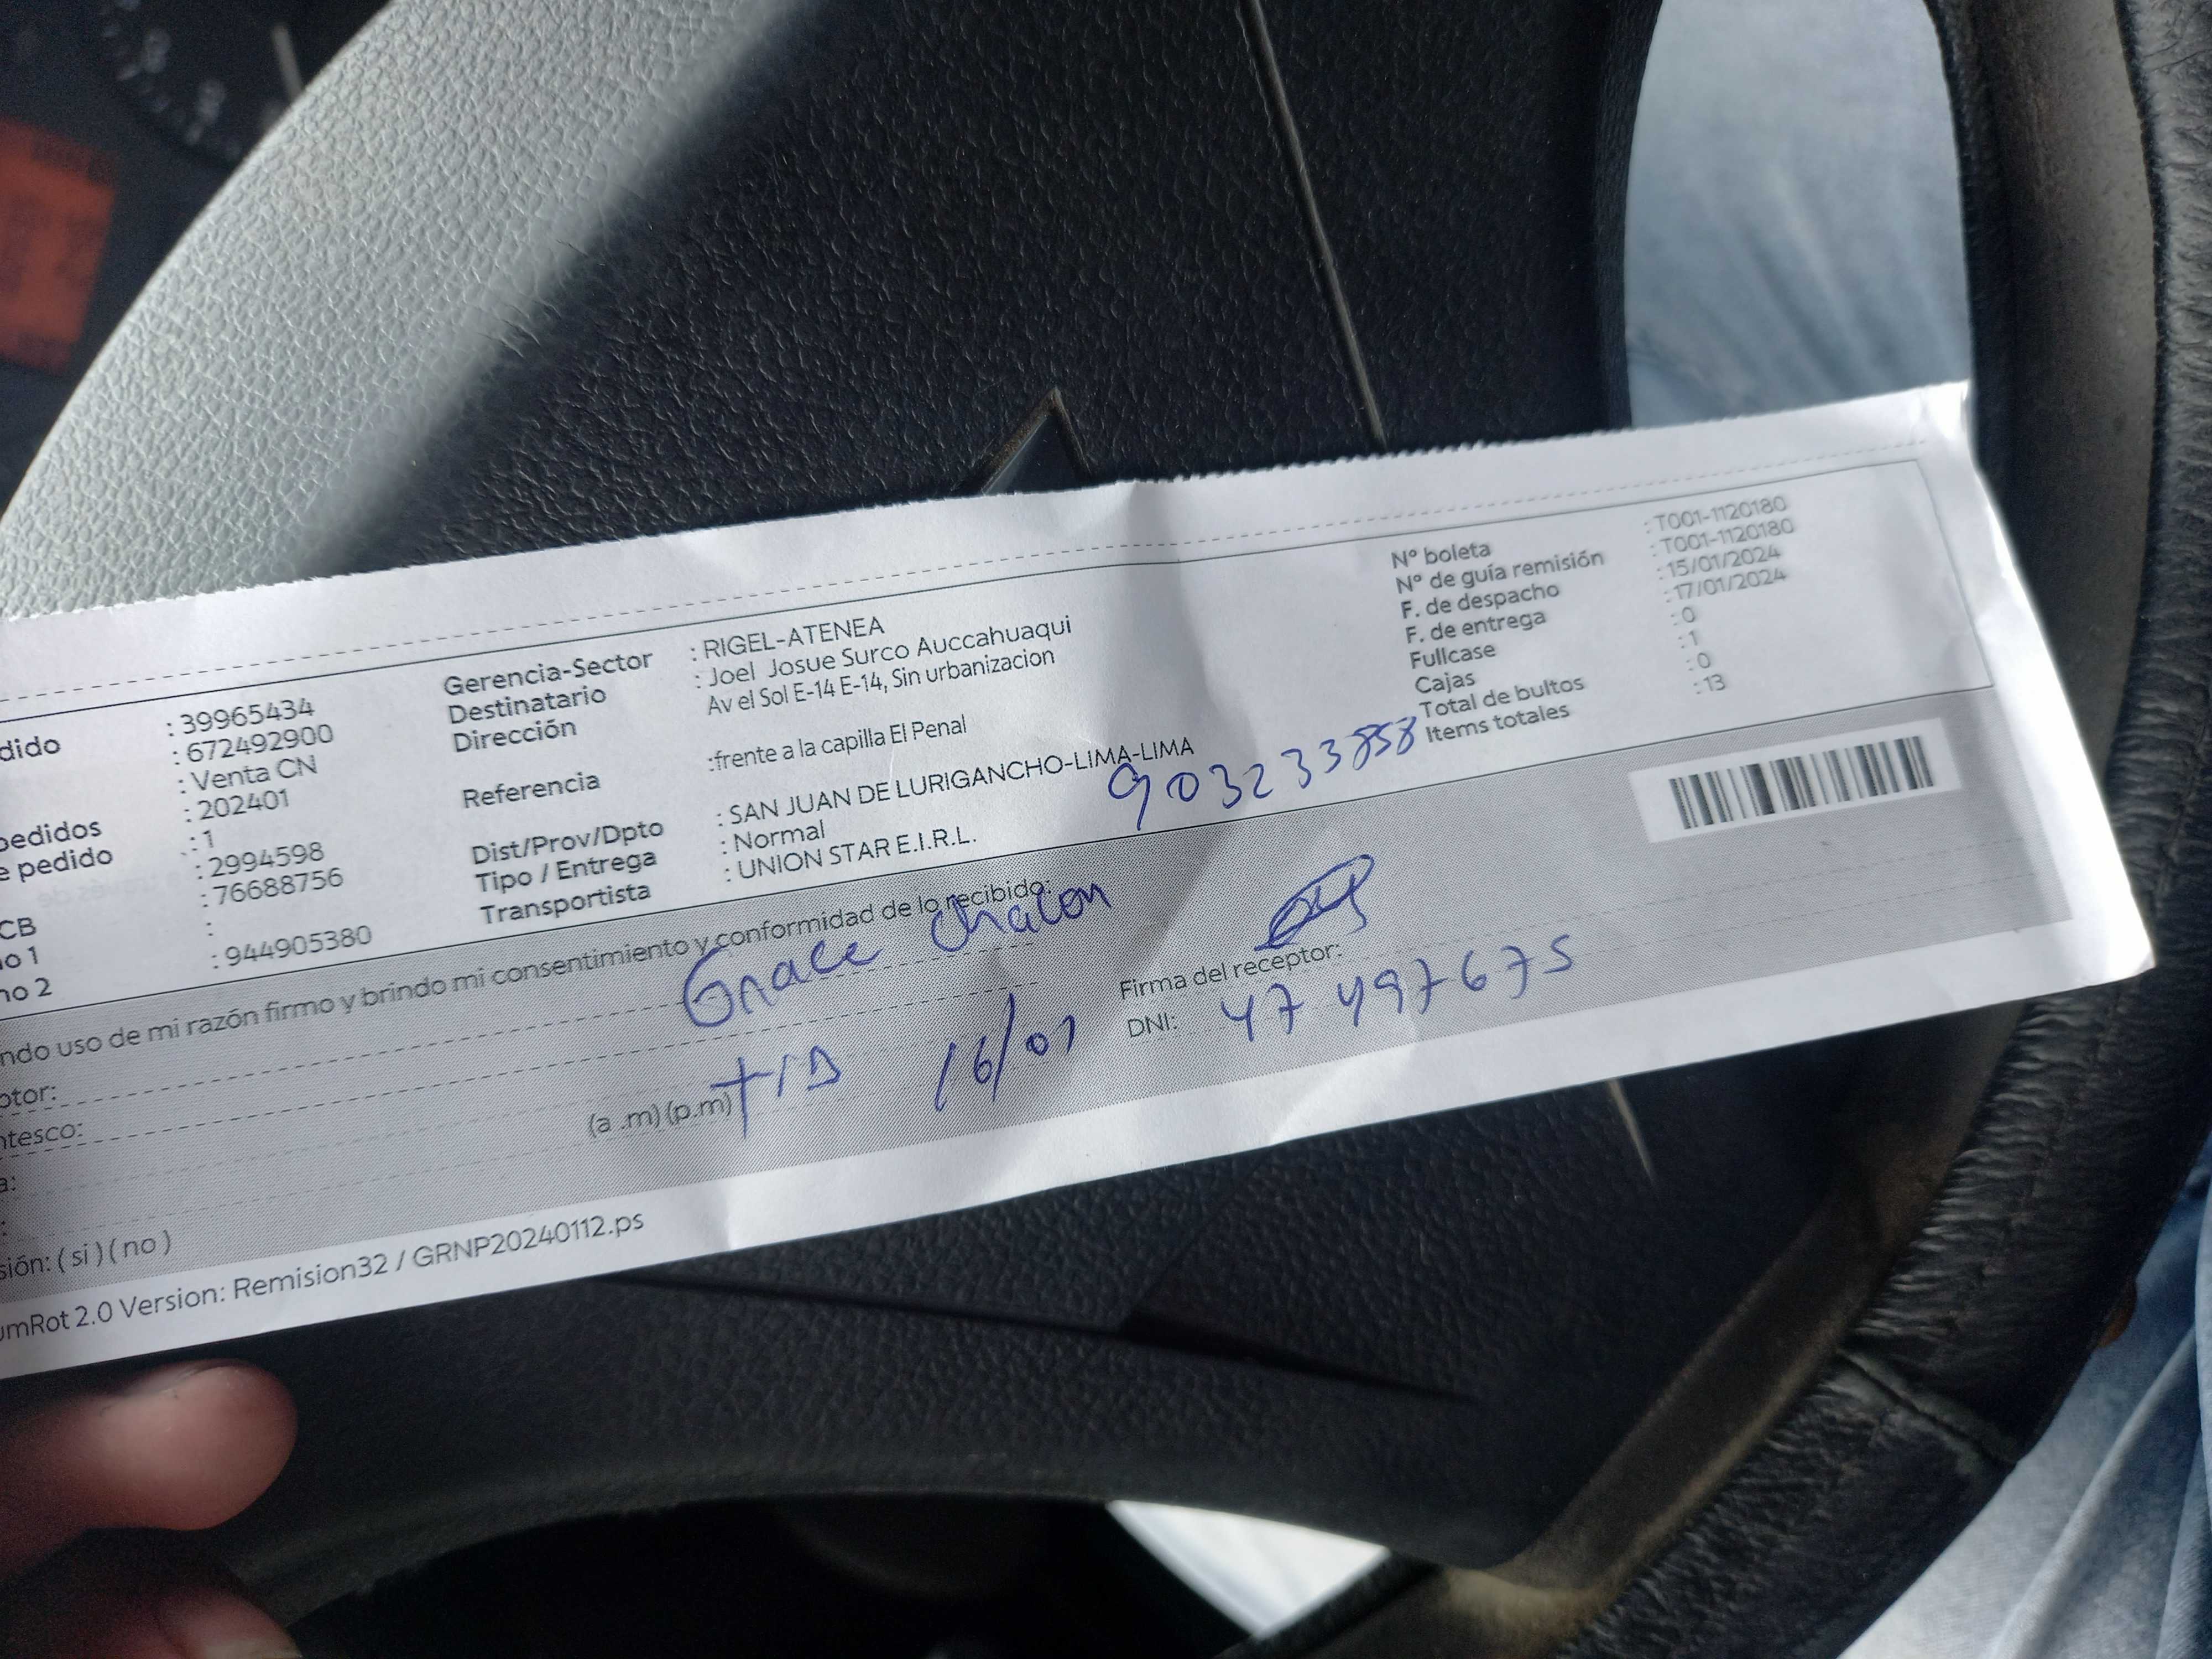 dido : 39965434
: 672492900
: Venta CN
: 202401
pedidos : 1
e pedido : 2994598
: 76688756
CB :
no 1 : 944905380
no 2
Gerencia-Sector : RIGEL-ATENEA
Destinatario : Joel Josue Surco Auccahuaqui
Dirección Av el Sol E-14 E-14, Sin urbanizacion
Referencia :frente a la capilla El Penal
Dist/Prov/Dpto : SAN JUAN DE LURIGANCHO-LIMA-LIMA
Tipo / Entrega : Normal
Transportista : UNION STAR E.I.R.L.
903233858
Nº boleta : T001-1120180
Nº de guía remisión : T001-1120180
F. de despacho : 15/01/2024
F. de entrega : 17/01/2024
Fullcase : 0
Cajas : 1
Total de bultos : 0
Items totales : 13
ndo uso de mi razón firmo y brindo mi consentimiento y conformidad de lo recibido:
ptor: Grace Chacon
ntesco:
a: (a .m) (p.m) 16/01
Firma del receptor:
DNI: 47497675
sión: ( si ) ( no )
umRot 2.0 Version: Remision32 / GRNP20240112.ps